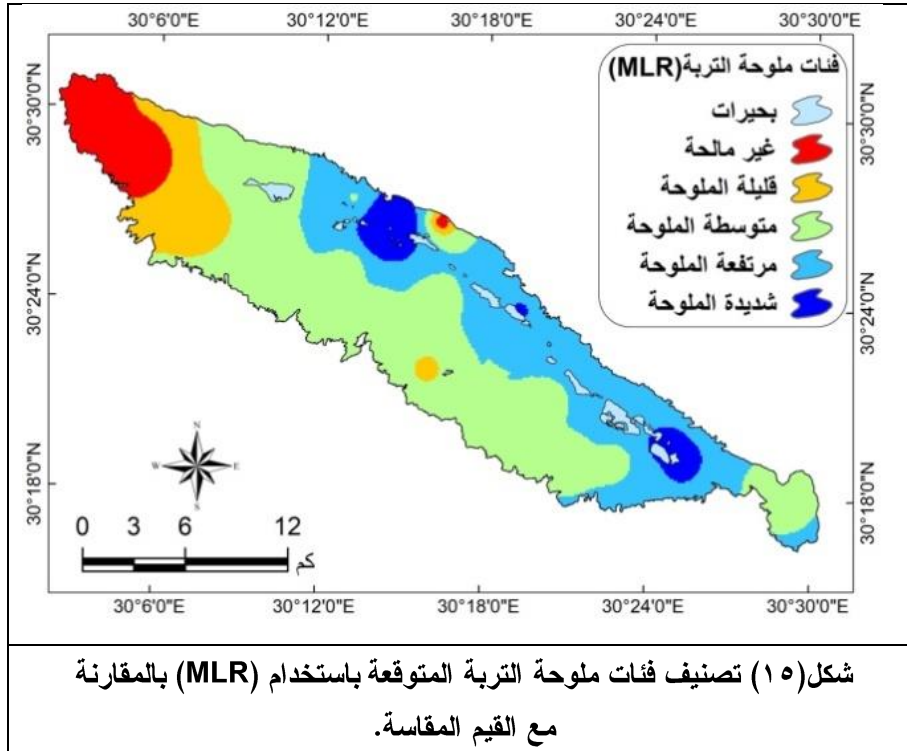 30°6'0"E 30°12'0"E 30°18'0"E 30°24'0"E 30°30'0"E
فئات ملوحة التربة(MLR)
بحيرات
غير مالحة
قليلة الملوحة
متوسطة الملوحة
مرتفعة الملوحة
شديدة الملوحة
30°30'0"N
30°24'0"N
30°18'0"N
30°30'0"N
30°24'0"N
30°18'0"N
N
W E
S
0 3 6 12
كم
30°6'0"E 30°12'0"E 30°18'0"E 30°24'0"E 30°30'0"E
شكل(١٥) تصنيف فئات ملوحة التربة المتوقعة باستخدام (MLR) بالمقارنة
مع القيم المقاسة.